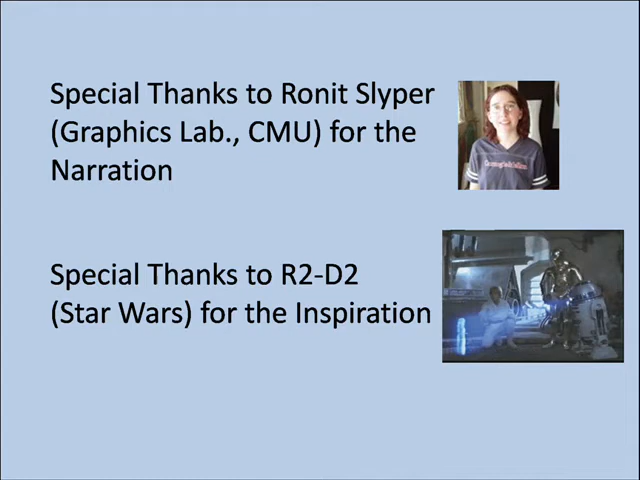 Special Thanks to Ronit Slyper
(Graphics Lab., CMU) for the
Narration
Special Thanks to R2-D2
(Star Wars) for the Inspiration